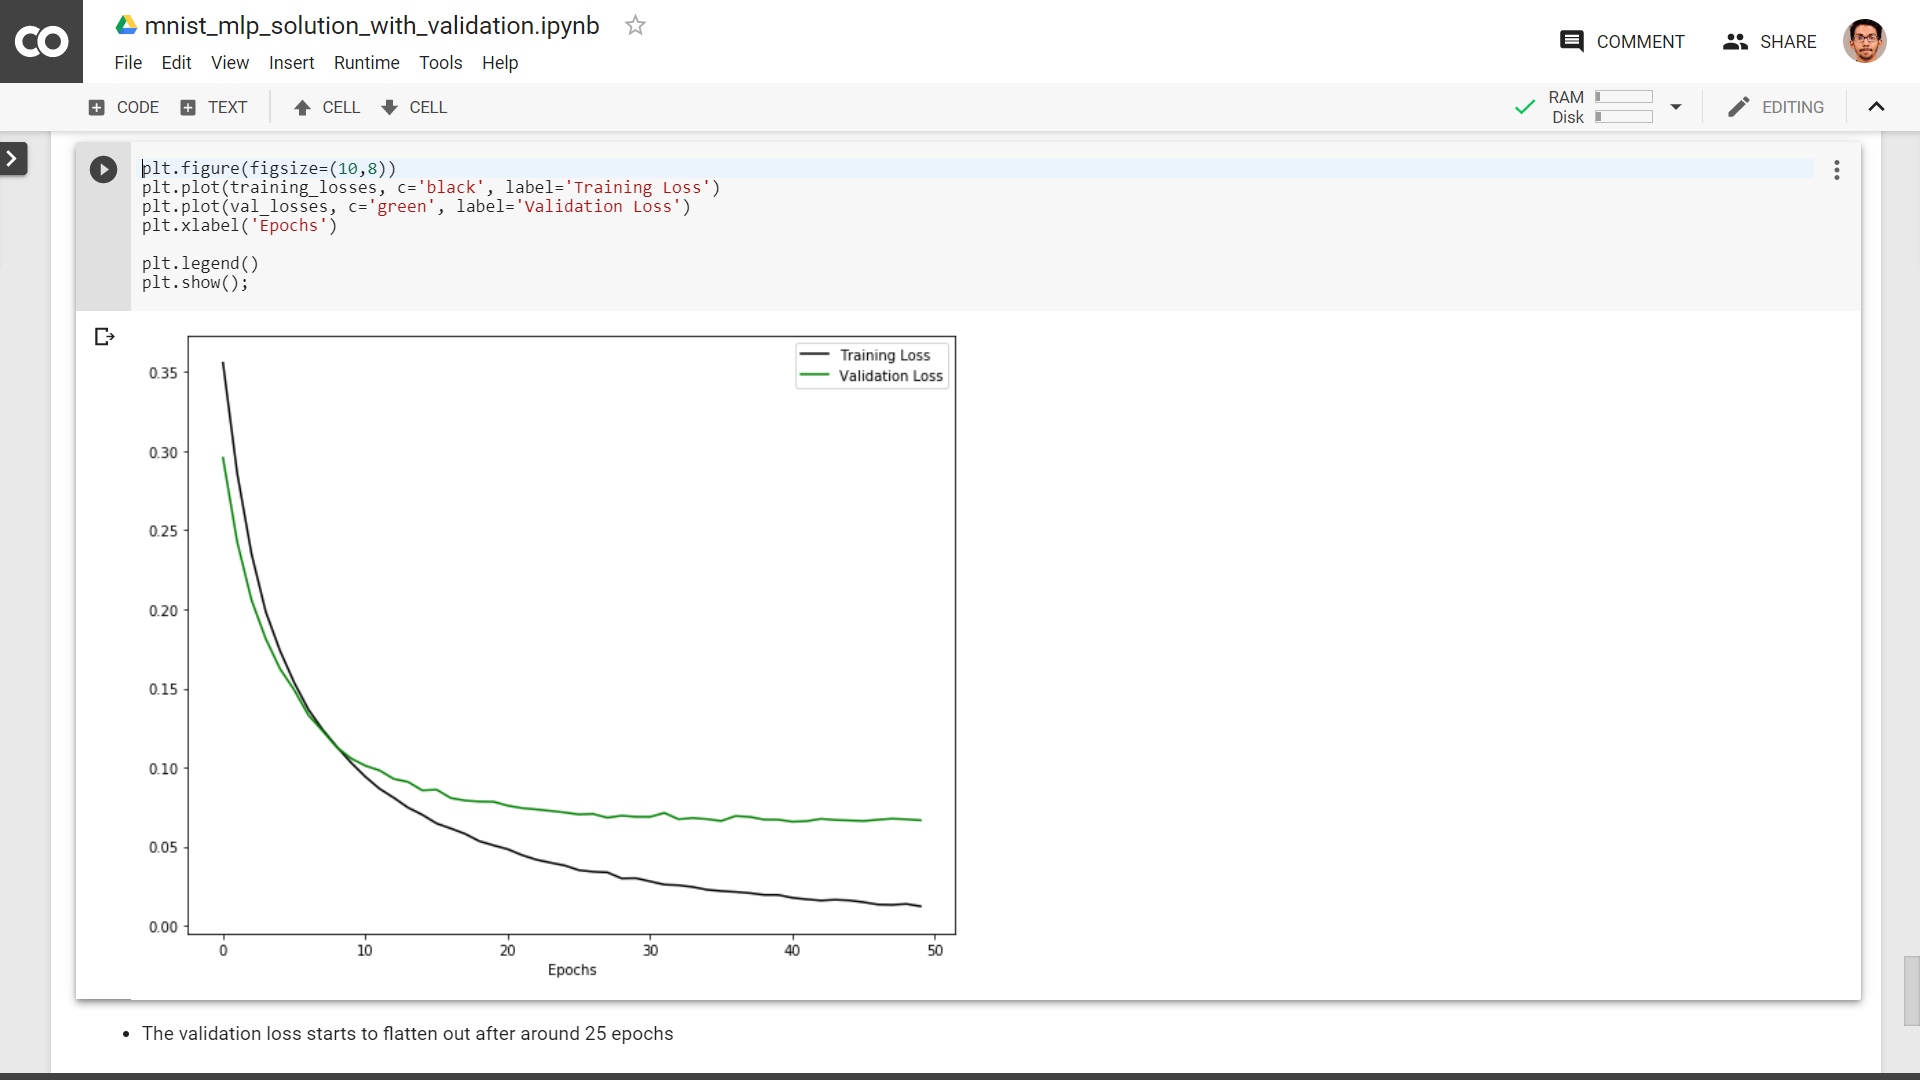 CO
mnist_mlp_solution_with_validation.ipynb
File Edit View Insert Runtime Tools Help
COMMENT SHARE
CODE TEXT CELL CELL
RAM
Disk
EDITING
plt.figure(figsize=(10,8))
plt.plot(training_losses, c='black', label='Training Loss')
plt.plot(val_losses, c='green', label='Validation Loss')
plt.xlabel('Epochs')
plt.legend()
plt.show();
Training Loss
Validation Loss
0.35
0.30
0.25
0.20
0.15
0.10
0.05
0.00
0 10 20 30 40 50
Epochs
• The validation loss starts to flatten out after around 25 epochs